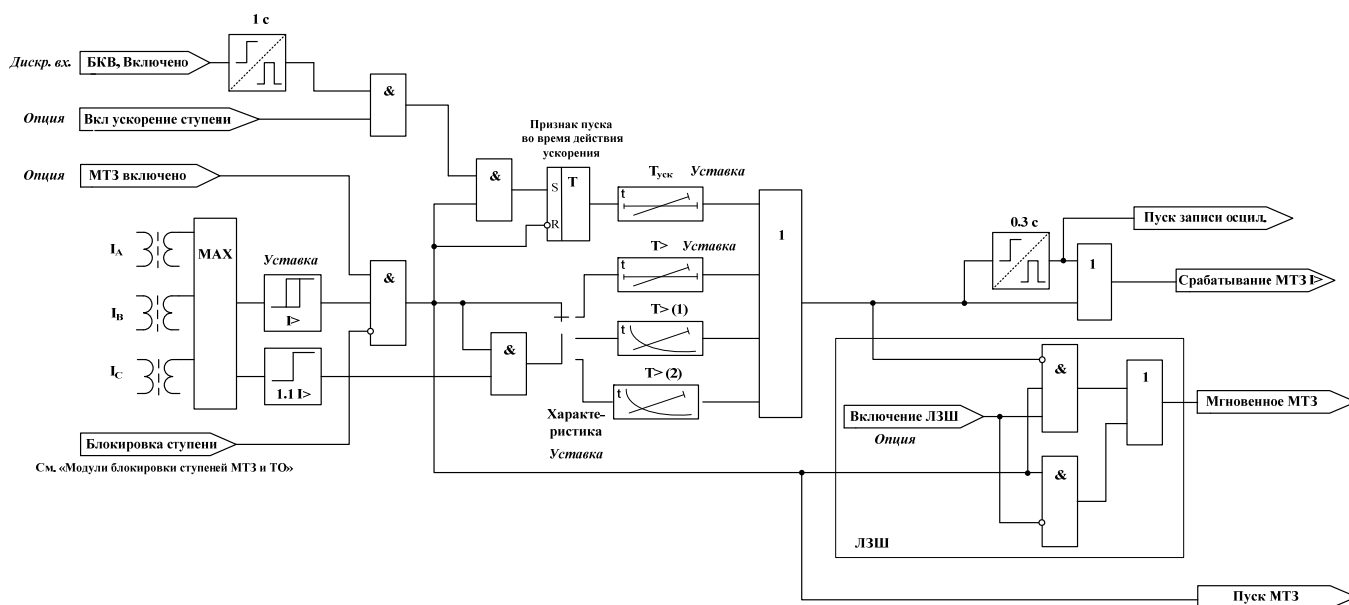 1 с
Дискр. вх.
БКВ, Включено
&
Опция
Вкл ускорение ступени
Признак пуска
во время действия
ускорения
Опция
МТЗ включено
&
S
T
R
Tуск
Уставка
t
1
0.3 с
Пуск записи осцил.
IA
MAX
Уставка
&
T>
Уставка
t
1
Срабатывание МТЗ I>
IB
I>
T> (1)
t
&
IC
1.1 I>
T> (2)
t
&
1
Характе-
ристика
Уставка
Включение ЛЗШ
Опция
Мгновенное МТЗ
Блокировка ступени
См. «Модули блокировки ступеней МТЗ и ТО»
&
ЛЗШ
Пуск МТЗ